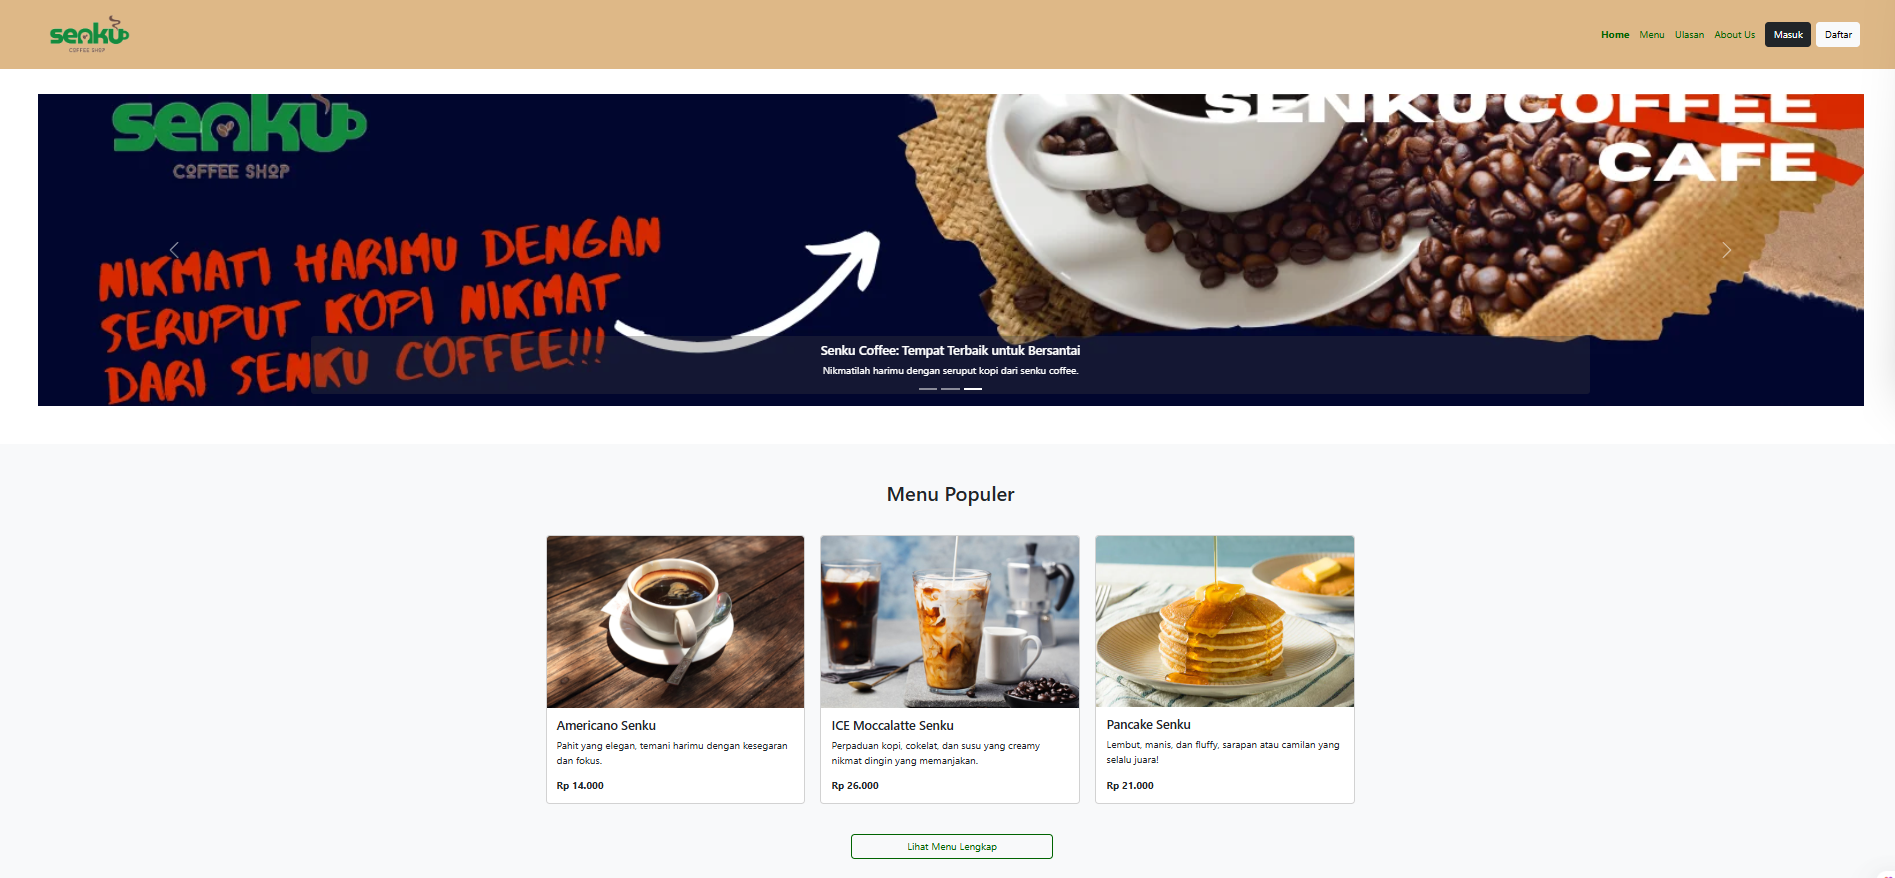 senku
COFFEE SHOP
Home Menu Ulasan About Us Masuk Daftar
senku
COFFEE SHOP
SENKU COFFEE
CAFE
NIKMATI HARIMU DENGAN
SERUPUT KOPI NIKMAT
DARI SENKU COFFEE!!!
Senku Coffee: Tempat Terbaik untuk Bersantai
Nikmatilah harimu dengan seruput kopi dari senku coffee.
Menu Populer
Americano Senku
Pahit yang elegan, temani harimu dengan kesegaran
dan fokus.
Rp 14.000
ICE Moccalatte Senku
Perpaduan kopi, cokelat, dan susu yang creamy
nikmat dingin yang memanjakan.
Rp 26.000
Pancake Senku
Lembut, manis, dan fluffy, sarapan atau camilan yang
selalu juara!
Rp 21.000
Lihat Menu Lengkap